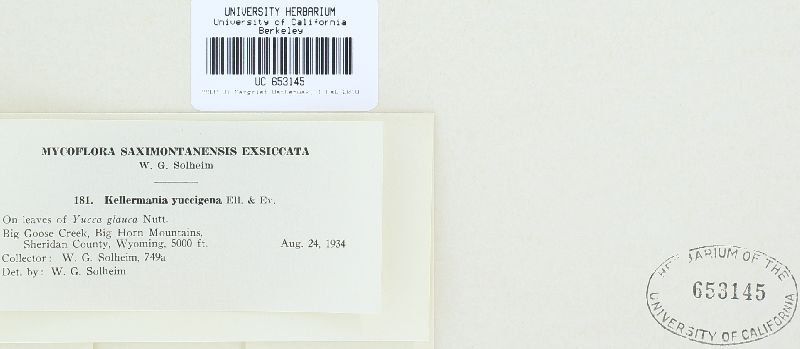 UNIVERSITY HERBARIUM
University of California
Berkeley
UC 653145
MYCOFLORA SAXIMONTANENSIS EXSICCATA
W. G. Solheim
181. Kellermania yuccigena Ell. & Ev.
On leaves of Yucca glauca Nutt.
Big Goose Creek, Big Horn Mountains,
Sheridan County, Wyoming, 5000 ft. Aug. 24, 1934
Collector: W. G. Solheim, 749a
Det. by: W. G. Solheim
HERBARIUM OF THE
653145
UNIVERSITY OF CALIFORNIA